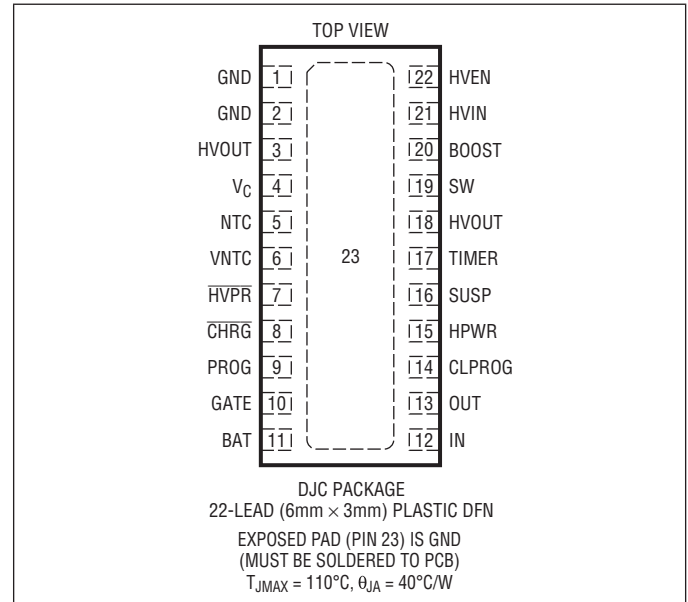 TOP VIEW
GND 1
GND 2
HVOUT 3
VC 4
NTC 5
VNTC 6
HVPR 7
CHRG 8
PROG 9
GATE 10
BAT 11
23
22 HVEN
21 HVIN
20 BOOST
19 SW
18 HVOUT
17 TIMER
16 SUSP
15 HPWR
14 CLPROG
13 OUT
12 IN
DJC PACKAGE
22-LEAD (6mm × 3mm) PLASTIC DFN
EXPOSED PAD (PIN 23) IS GND
(MUST BE SOLDERED TO PCB)
TJMAX = 110°C, θJA = 40°C/W